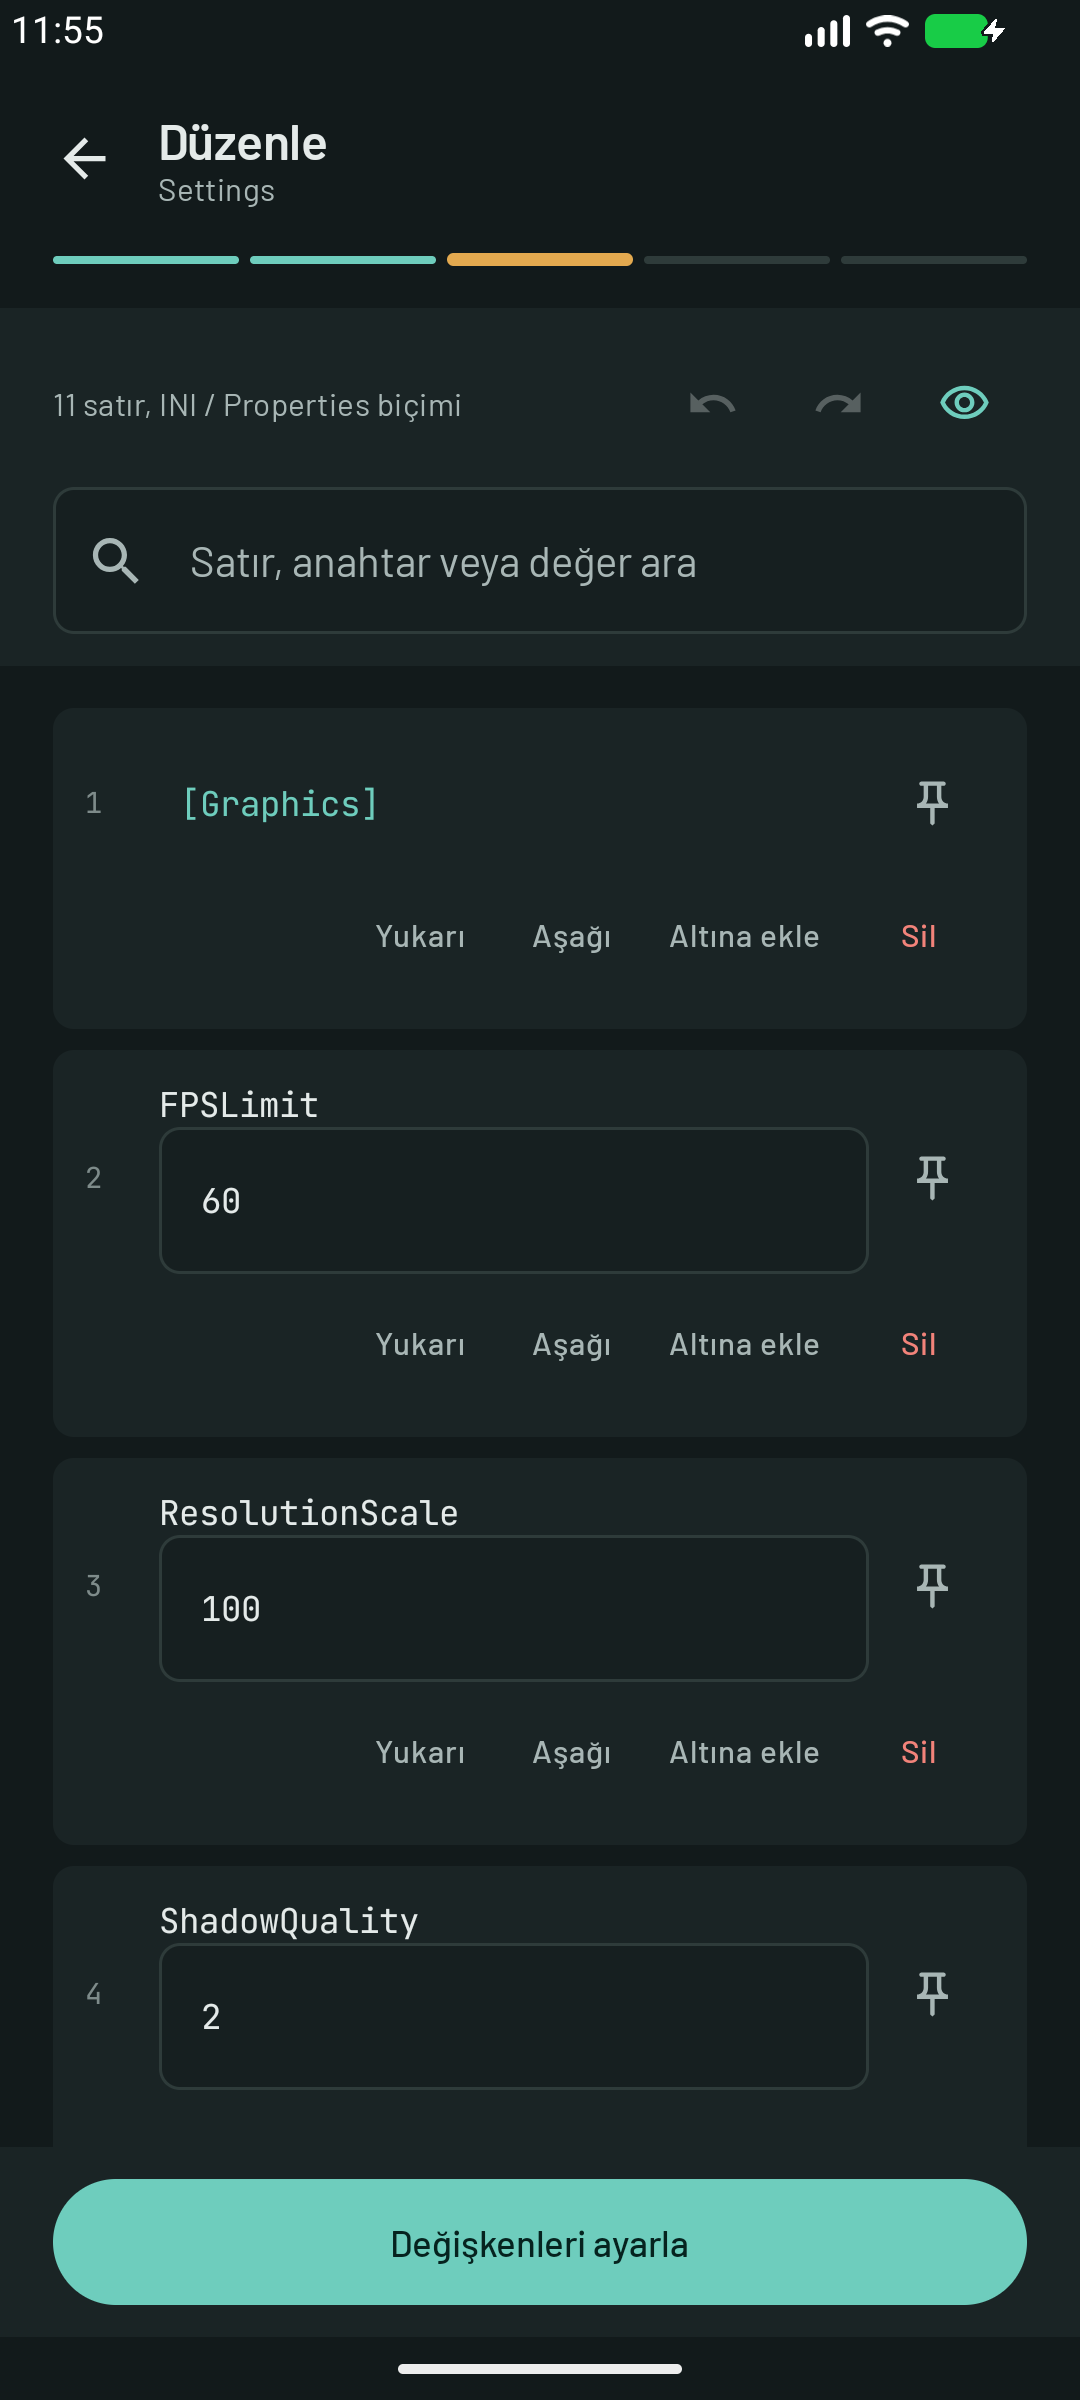 11:55
Düzenle
Settings
11 satır, INI / Properties biçimi
Satır, anahtar veya değer ara
1 [Graphics]
Yukarı Aşağı Altına ekle Sil
FPSLimit
2 60
Yukarı Aşağı Altına ekle Sil
ResolutionScale
3 100
Yukarı Aşağı Altına ekle Sil
ShadowQuality
4 2
Değişkenleri ayarla